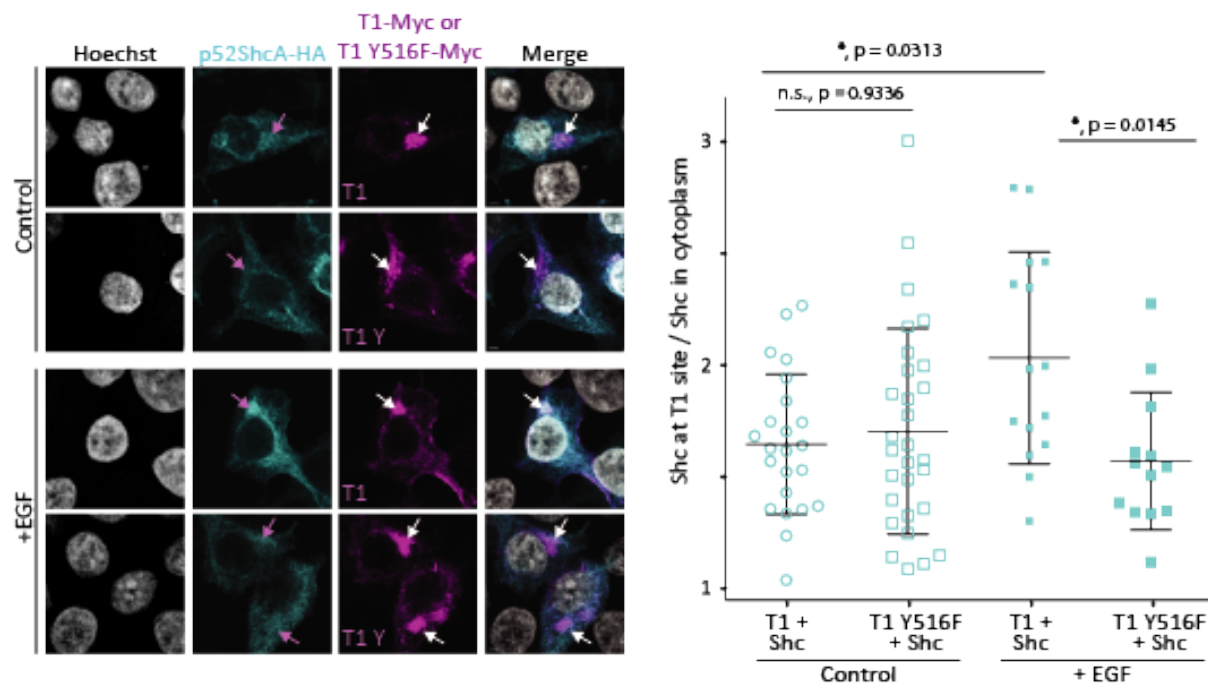 T1-Myc or
Hoechst p52ShcA-HA T1 Y516F-Myc Merge
Control
T1
T1 Y
+EGF
T1
T1 Y
*, p = 0.0313
n.s., p = 0.9336
*, p = 0.0145
Shc at T1 site / Shc in cytoplasm
3
2
1
T1 + T1 Y516F T1 + T1 Y516F
Shc + Shc Shc + Shc
Control + EGF